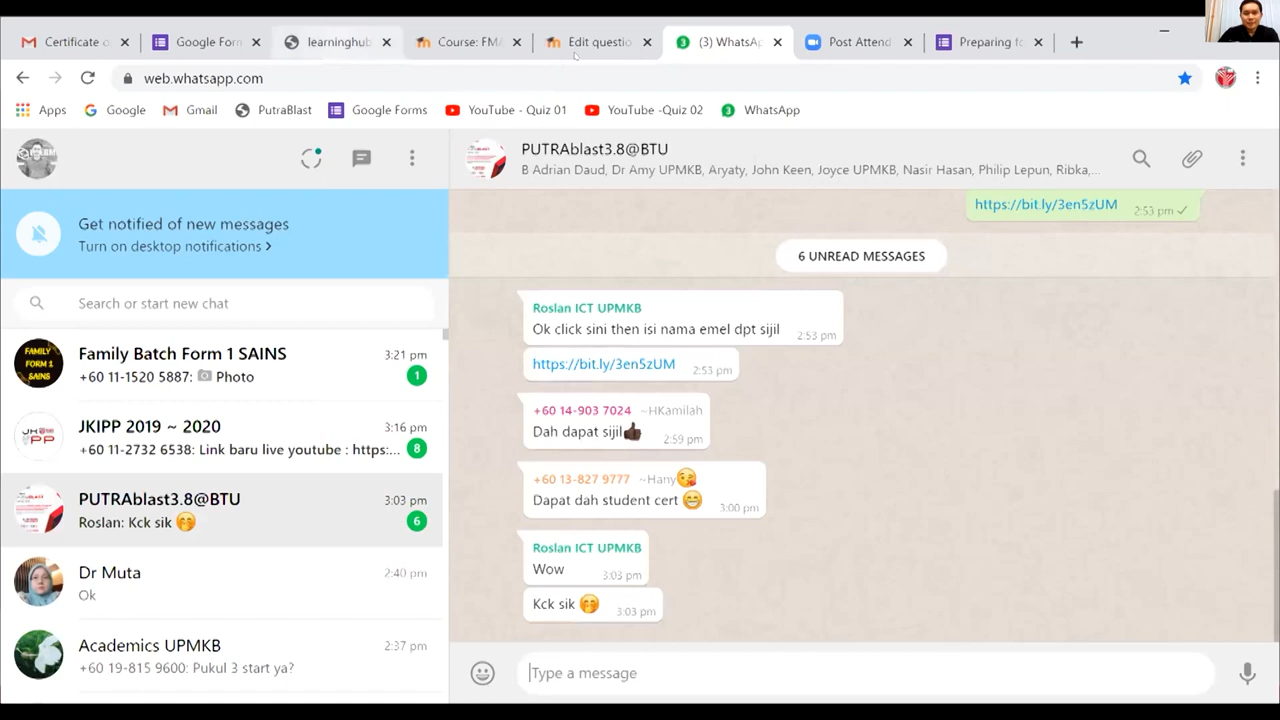 Certificate o
Google For
learninghub
Course: FMA
Edit questio
(3) WhatsAp
Post Attend
Preparing fo
web.whatsapp.com
Apps
Google
Gmail
PutraBlast
Google Forms
YouTube - Quiz 01
YouTube -Quiz 02
WhatsApp
PUTRAblast3.8@BTU
B Adrian Daud, Dr Amy UPMKB, Aryaty, John Keen, Joyce UPMKB, Nasir Hasan, Philip Lepun, Ribka,...
Get notified of new messages
Turn on desktop notifications >
Search or start new chat
FAMILY
FORM 1
SAINS
Family Batch Form 1 SAINS
3:21 pm
+60 11-1520 5887: Photo
1
JKIPP 2019 ~ 2020
3:16 pm
+60 11-2732 6538: Link baru live youtube : https:...
8
PUTRAblast3.8@BTU
3:03 pm
Roslan: Kck sik 🤭
6
Dr Muta
2:40 pm
Ok
Academics UPMKB
2:37 pm
+60 19-815 9600: Pukul 3 start ya?
https://bit.ly/3en5zUM
2:53 pm
6 UNREAD MESSAGES
Roslan ICT UPMKB
Ok click sini then isi nama emel dpt sijil
2:53 pm
https://bit.ly/3en5zUM
2:53 pm
+60 14-903 7024 ~HKamilah
Dah dapat sijil👍🏿
2:59 pm
+60 13-827 9777 ~Hany😘
Dapat dah student cert 😁
3:00 pm
Roslan ICT UPMKB
Wow
3:03 pm
Kck sik 🤭
3:03 pm
Type a message